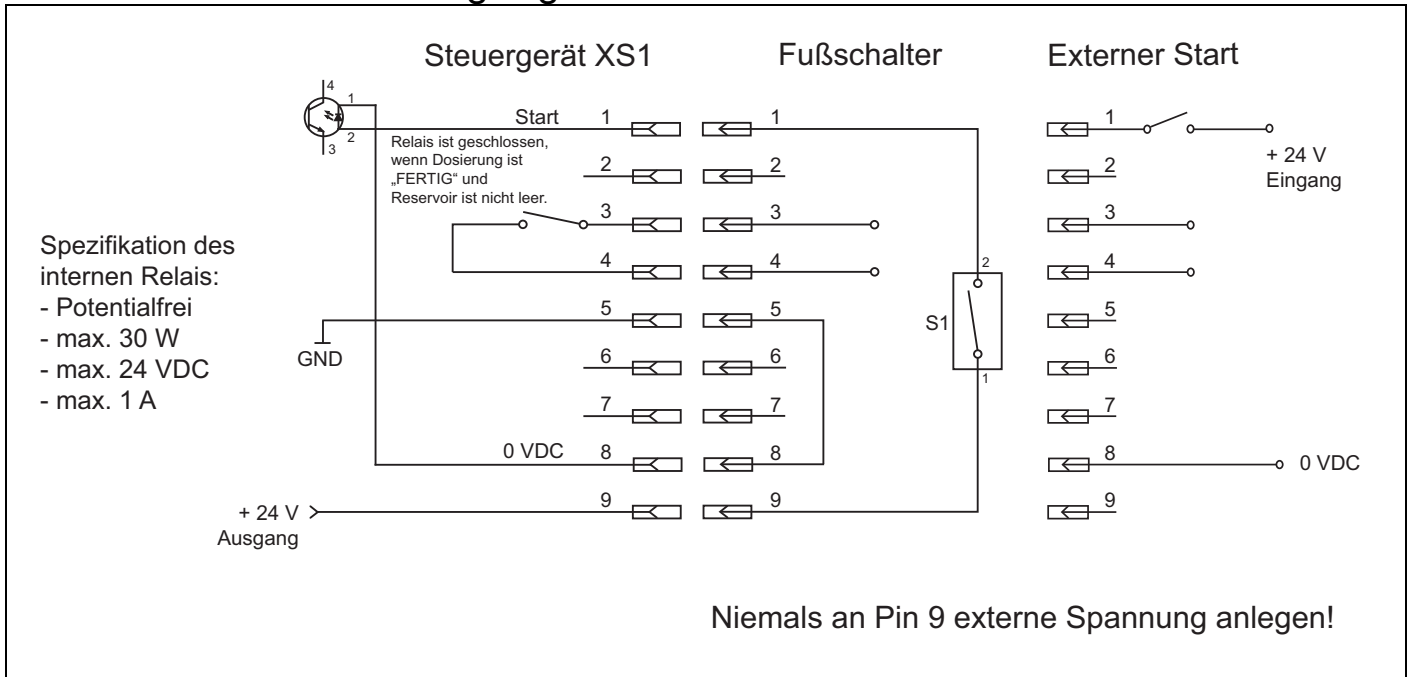 Steuergerät XS1
Fußschalter
Externer Start
4
1
2
3
Start
1
Relais ist geschlossen,
wenn Dosierung ist
„FERTIG“ und
Reservoir ist nicht leer.
2
3
4
5
GND
6
7
0 VDC
8
+ 24 V
Ausgang
9
1
2
3
4
5
6
7
8
9
2
S1
1
1
+ 24 V
Eingang
2
3
4
5
6
7
8
0 VDC
9
Spezifikation des
internen Relais:
- Potentialfrei
- max. 30 W
- max. 24 VDC
- max. 1 A
Niemals an Pin 9 externe Spannung anlegen!